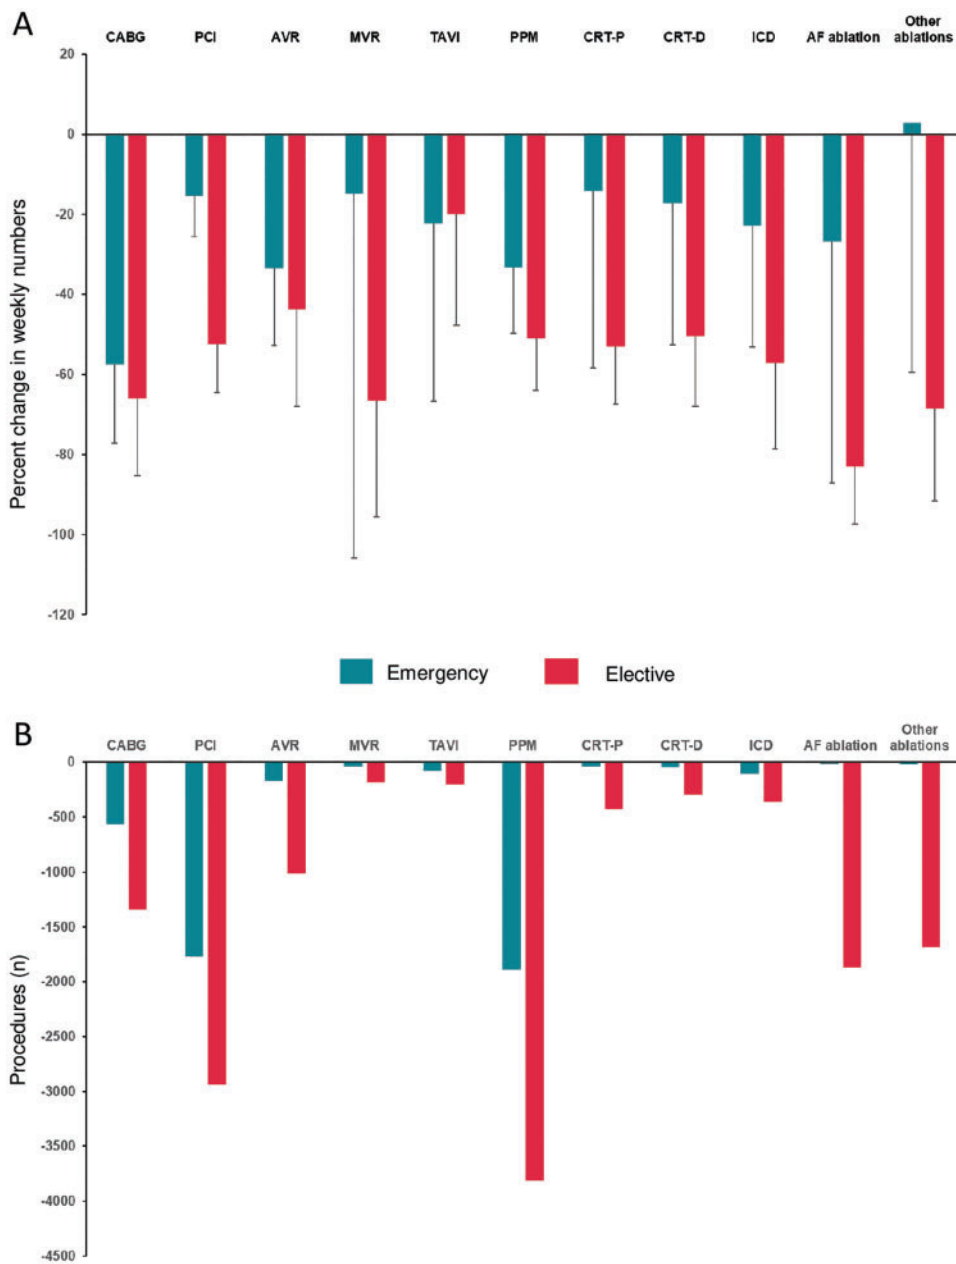 A
CABG PCI AVR MVR TAVI PPM CRT-P CRT-D ICD AF ablation Other ablations
20
0
-20
-40
-60
-80
-100
-120
Percent change in weekly numbers
Emergency Elective
B
CABG PCI AVR MVR TAVI PPM CRT-P CRT-D ICD AF ablation Other ablations
0
-500
-1000
-1500
-2000
-2500
-3000
-3500
-4000
-4500
Procedures (n)